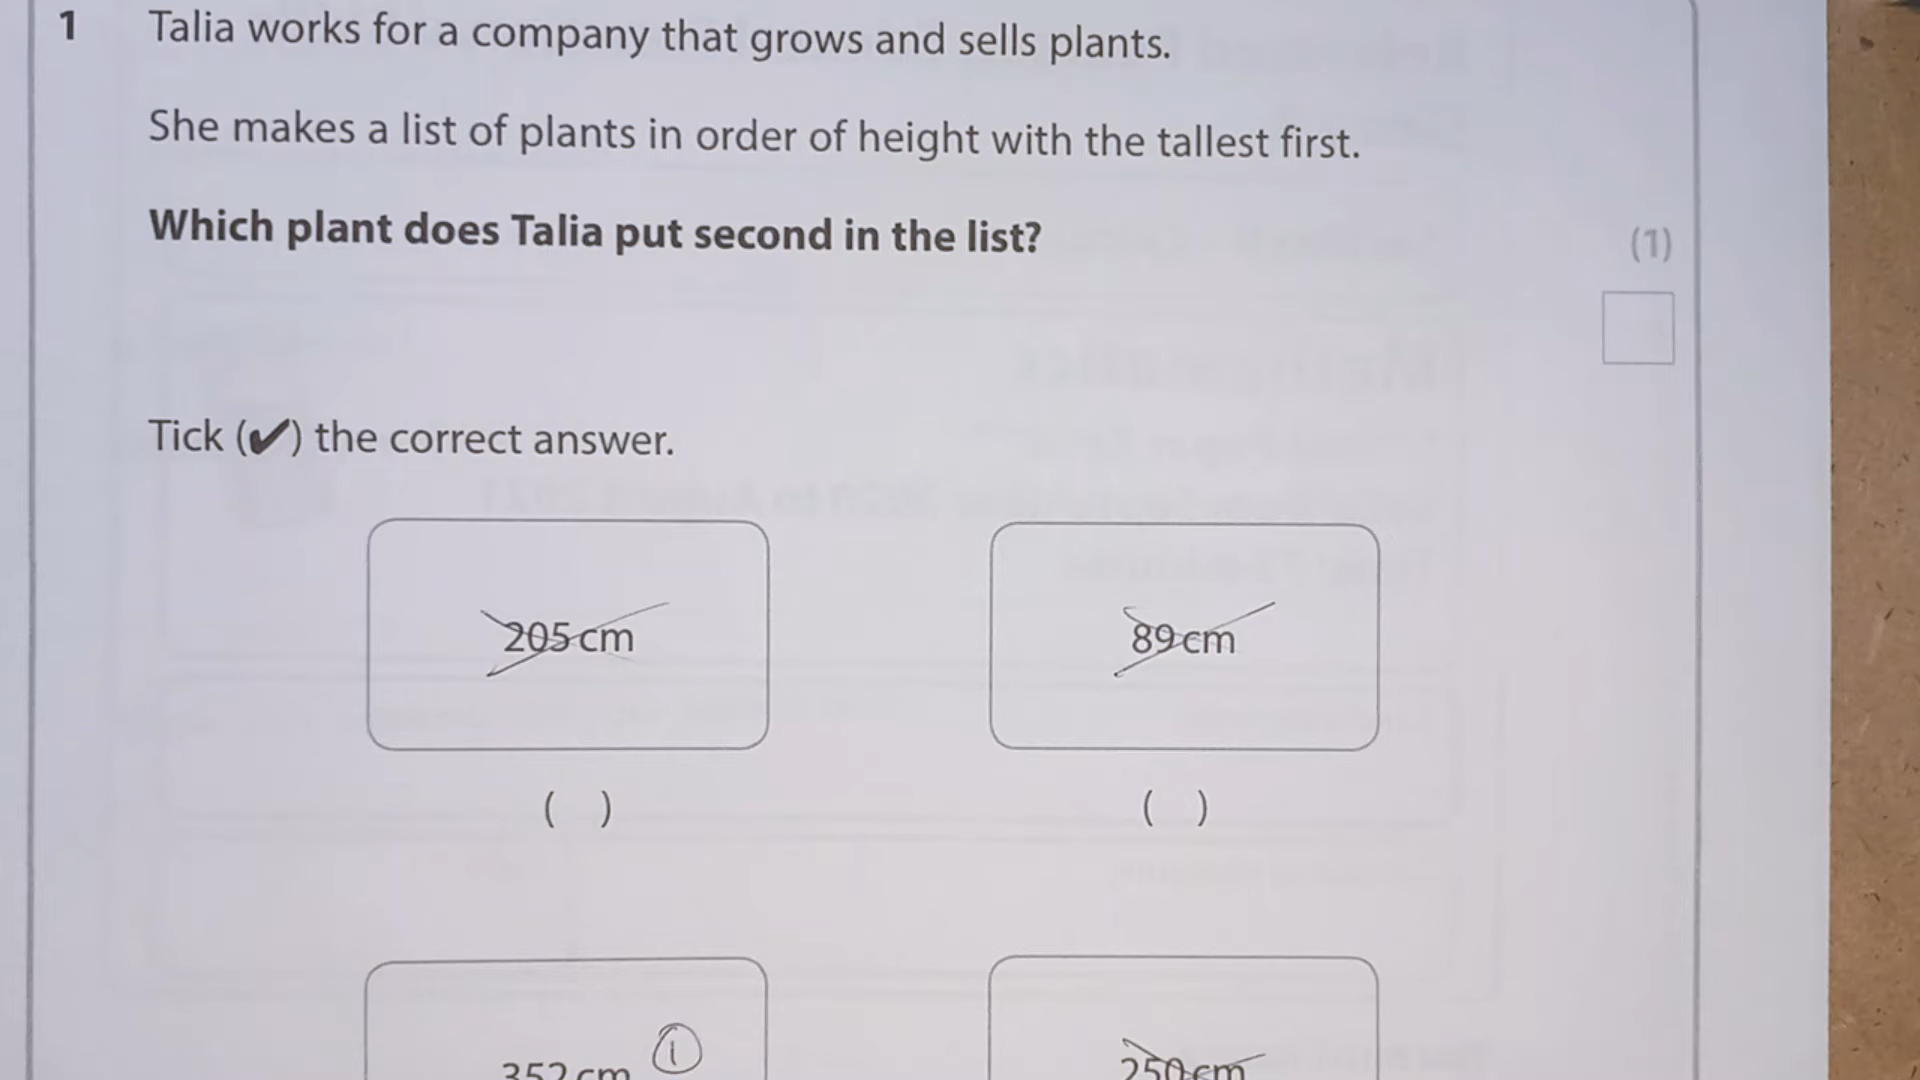 1 Talia works for a company that grows and sells plants.
She makes a list of plants in order of height with the tallest first.
Which plant does Talia put second in the list?
(1)
Tick (✔) the correct answer.
205 cm 89 cm
( ) ( )
352 cm 1 250 cm